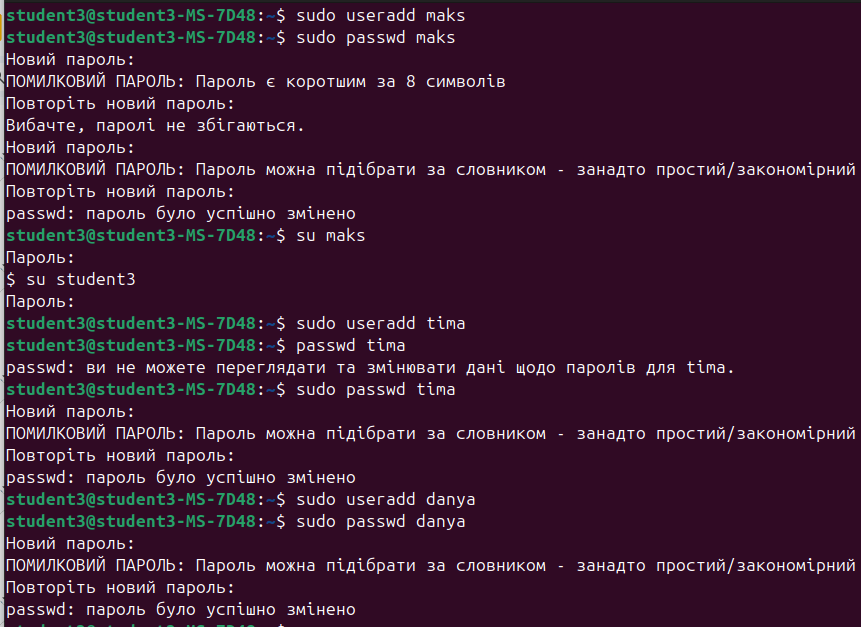 student3@student3-MS-7D48:~$ sudo useradd maks
student3@student3-MS-7D48:~$ sudo passwd maks
Новий пароль:
ПОМИЛКОВИЙ ПАРОЛЬ: Пароль є коротшим за 8 символів
Повторіть новий пароль:
Вибачте, паролі не збігаються.
Новий пароль:
ПОМИЛКОВИЙ ПАРОЛЬ: Пароль можна підібрати за словником - занадто простий/закономірний
Повторіть новий пароль:
passwd: пароль було успішно змінено
student3@student3-MS-7D48:~$ su maks
Пароль:
$ su student3
Пароль:
student3@student3-MS-7D48:~$ sudo useradd tima
student3@student3-MS-7D48:~$ passwd tima
passwd: ви не можете переглядати та змінювати дані щодо паролів для tima.
student3@student3-MS-7D48:~$ sudo passwd tima
Новий пароль:
ПОМИЛКОВИЙ ПАРОЛЬ: Пароль можна підібрати за словником - занадто простий/закономірний
Повторіть новий пароль:
passwd: пароль було успішно змінено
student3@student3-MS-7D48:~$ sudo useradd danya
student3@student3-MS-7D48:~$ sudo passwd danya
Новий пароль:
ПОМИЛКОВИЙ ПАРОЛЬ: Пароль можна підібрати за словником - занадто простий/закономірний
Повторіть новий пароль:
passwd: пароль було успішно змінено